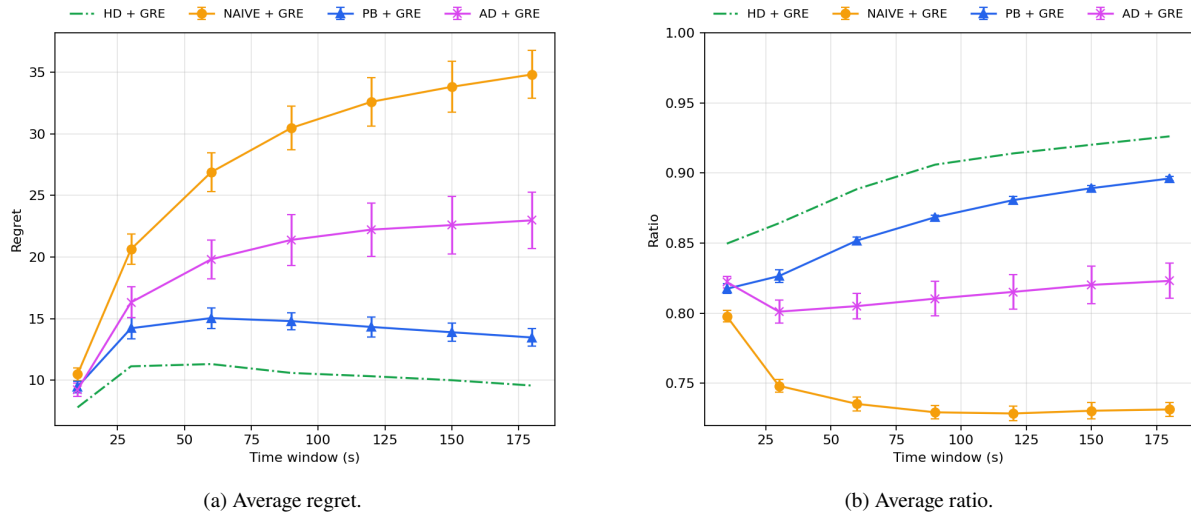 HD + GRE NAIVE + GRE PB + GRE AD + GRE
35
30
25
20
15
10
Regret
25 50 75 100 125 150 175
Time window (s)
(a) Average regret.
HD + GRE NAIVE + GRE PB + GRE AD + GRE
1.00
0.95
0.90
0.85
0.80
0.75
Ratio
25 50 75 100 125 150 175
Time window (s)
(b) Average ratio.